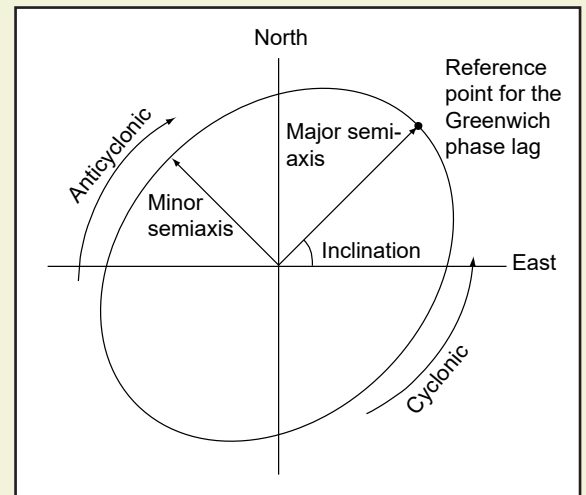 North
Reference
point for the
Greenwich
phase lag
Anticyclonic
Major semi-
axis
Minor
semiaxis
Inclination
East
Cyclonic